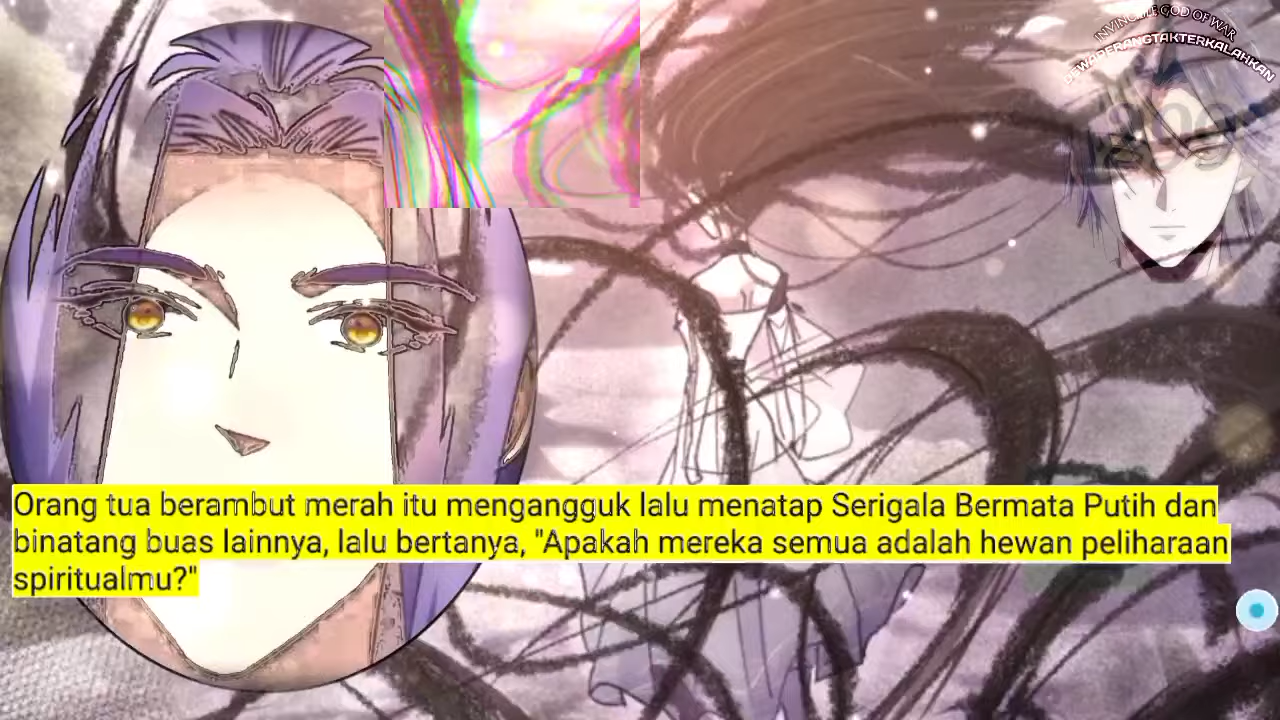 INVINCIBLE GOD OF WAR
DEWAPERANGTAKTERKALAHKAN
Orang tua berambut merah itu mengangguk lalu menatap Serigala Bermata Putih dan
binatang buas lainnya, lalu bertanya, "Apakah mereka semua adalah hewan peliharaan
spiritualmu?"